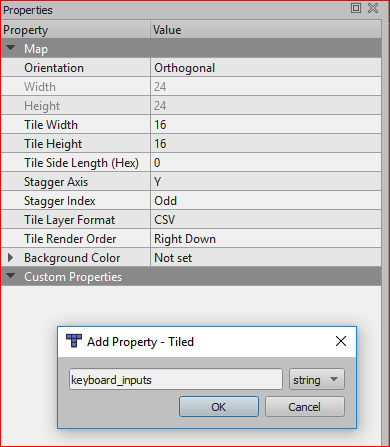 Properties
Property Value
Map
Orientation Orthogonal
Width 24
Height 24
Tile Width 16
Tile Height 16
Tile Side Length (Hex) 0
Stagger Axis Y
Stagger Index Odd
Tile Layer Format CSV
Tile Render Order Right Down
Background Color Not set
Custom Properties
Add Property - Tiled
keyboard_inputs string
OK Cancel